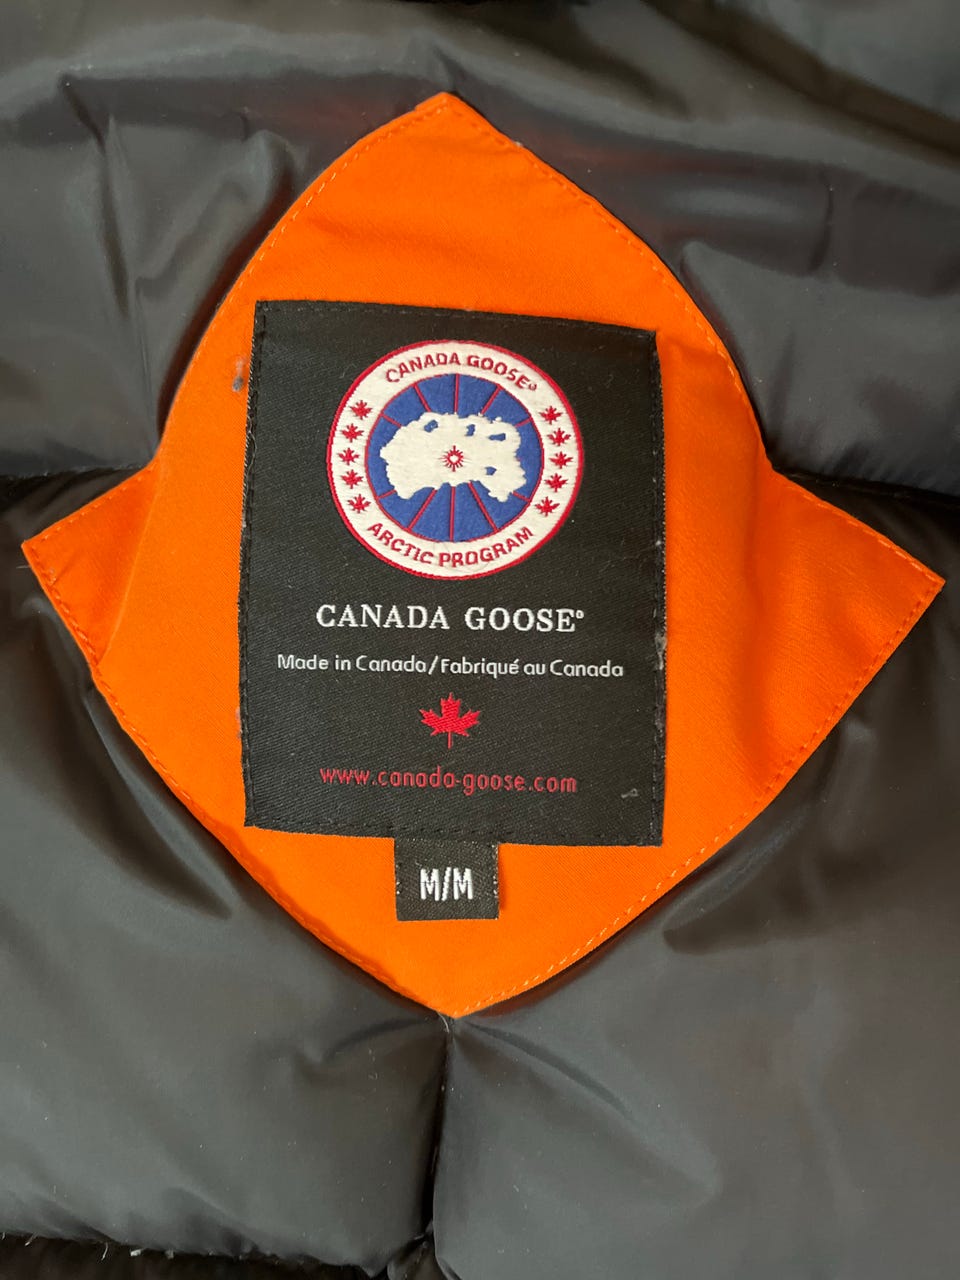 CANADA GOOSE®
ARCTIC PROGRAM
CANADA GOOSE®
Made in Canada/Fabriqué au Canada
www.canada-goose.com
M/M